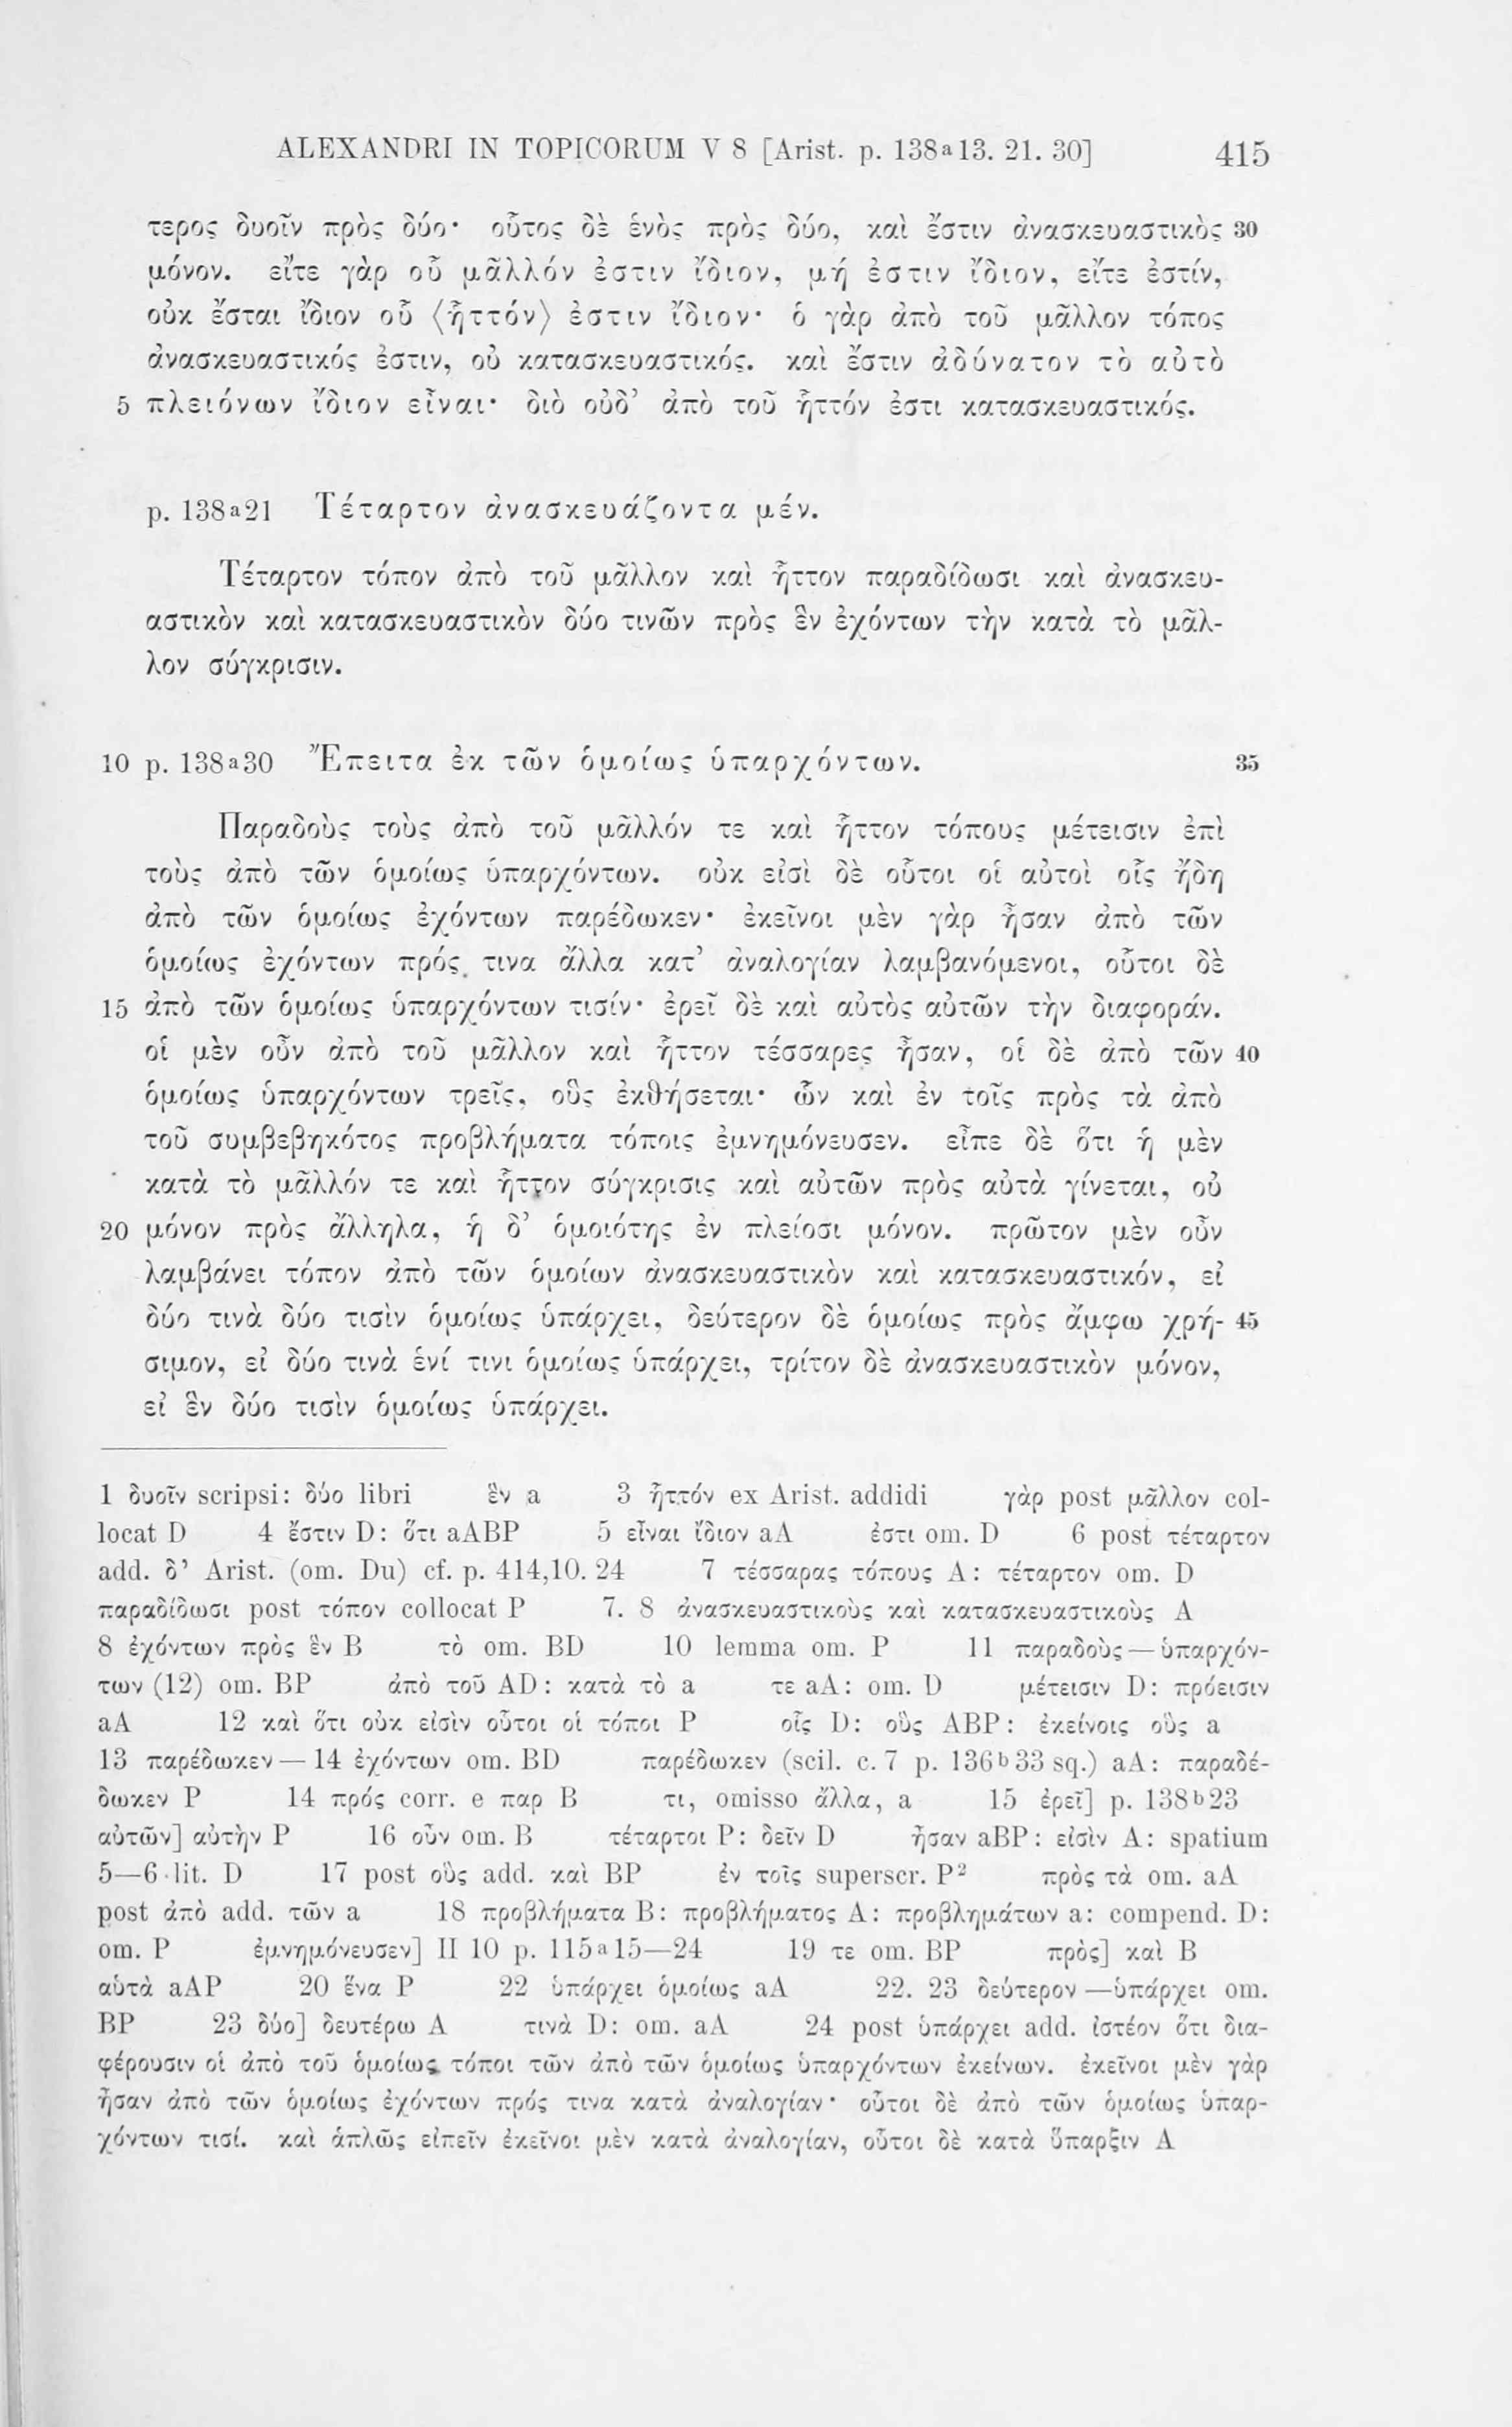 ALEXANDRI IN TOPICORUM V 8 [Arist. p. 138a13. 21. 30] 415
τερος δυοῖν πρὸς δύο· οὗτος δὲ ἑνὸς πρὸς δύο, καὶ ἔστιν ἀνασκευαστικὸς 30
μόνον. εἴτε γὰρ οὗ μᾶλλόν ἐστιν ἴδιον, μή ἐστιν ἴδιον, εἴτε ἐστίν,
οὐκ ἔσται ἴδιον οὗ ⟨ἧττόν⟩ ἐστιν ἴδιον· ὁ γὰρ ἀπὸ τοῦ μᾶλλον τόπος
ἀνασκευαστικός ἐστιν, οὐ κατασκευαστικός. καὶ ἔστιν ἀδύνατον τὸ αὐτὸ
5 πλειόνων ἴδιον εἶναι· διὸ οὐδ’ ἀπὸ τοῦ ἧττόν ἐστι κατασκευαστικός.
p. 138a21 Τέταρτον ἀνασκευάζοντα μέν.
Τέταρτον τόπον ἀπὸ τοῦ μᾶλλον καὶ ἧττον παραδίδωσι καὶ ἀνασκευ-
αστικὸν καὶ κατασκευαστικὸν δύο τινῶν πρὸς ἓν ἐχόντων τὴν κατὰ τὸ μᾶλ-
λον σύγκρισιν.
10 p. 138a30 Ἔπειτα ἐκ τῶν ὁμοίως ὑπαρχόντων. 35
Παραδοὺς τοὺς ἀπὸ τοῦ μᾶλλόν τε καὶ ἧττον τόπους μέτεισιν ἐπὶ
τοὺς ἀπὸ τῶν ὁμοίως ὑπαρχόντων. οὐκ εἰσὶ δὲ οὗτοι οἱ αὐτοὶ οἷς ἤδη
ἀπὸ τῶν ὁμοίως ἐχόντων παρέδωκεν· ἐκεῖνοι μὲν γὰρ ἦσαν ἀπὸ τῶν
ὁμοίως ἐχόντων πρός τινα ἄλλα κατ’ ἀναλογίαν λαμβανόμενοι, οὗτοι δὲ
15 ἀπὸ τῶν ὁμοίως ὑπαρχόντων τισίν· ἐρεῖ δὲ καὶ αὐτὸς αὐτῶν τὴν διαφοράν.
οἱ μὲν οὖν ἀπὸ τοῦ μᾶλλον καὶ ἧττον τέσσαρες ἦσαν, οἱ δὲ ἀπὸ τῶν 40
ὁμοίως ὑπαρχόντων τρεῖς, οὓς ἐκθήσεται· ὧν καὶ ἐν τοῖς πρὸς τὰ ἀπὸ
τοῦ συμβεβηκότος προβλήματα τόποις ἐμνημόνευσεν. εἶπε δὲ ὅτι ἡ μὲν
κατὰ τὸ μᾶλλόν τε καὶ ἧττον σύγκρισις καὶ αὐτῶν πρὸς αὐτὰ γίνεται, οὐ
20 μόνον πρὸς ἄλληλα, ἡ δ’ ὁμοιότης ἐν πλείοσι μόνον. πρῶτον μὲν οὖν
λαμβάνει τόπον ἀπὸ τῶν ὁμοίων ἀνασκευαστικὸν καὶ κατασκευαστικόν, εἰ
δύο τινὰ δύο τισὶν ὁμοίως ὑπάρχει, δεύτερον δὲ ὁμοίως πρὸς ἄμφω χρή- 45
σιμον, εἰ δύο τινὰ ἑνί τινι ὁμοίως ὑπάρχει, τρίτον δὲ ἀνασκευαστικὸν μόνον,
εἰ ἓν δύο τισὶν ὁμοίως ὑπάρχει.
1 δυοῖν scripsi: δύο libri ἓν a 3 ἧττόν ex Arist. addidi γὰρ post μᾶλλον col-
locat D 4 ἔστιν D: ὅτι aABP 5 εἶναι ἴδιον aA ἐστι om. D 6 post τέταρτον
add. δ’ Arist. (om. Du) cf. p. 414,10. 24 7 τέσσαρας τόπους A: τέταρτον om. D
παραδίδωσι post τόπον collocat P 7. 8 ἀνασκευαστικοὺς καὶ κατασκευαστικοὺς A
8 ἐχόντων πρὸς ἓν B τὸ om. BD 10 lemma om. P 11 παραδοὺς—ὑπαρχόν-
των (12) om. BP ἀπὸ τοῦ AD: κατὰ τὸ a τε aA: om. D μέτεισιν D: πρόεισιν
aA 12 καὶ ὅτι οὐκ εἰσὶν οὗτοι οἱ τόποι P οἷς D: οὓς ABP: ἐκείνοις οὓς a
13 παρέδωκεν—14 ἐχόντων om. BD παρέδωκεν (scil. c. 7 p. 136b33 sq.) aA: παραδέ-
δωκεν P 14 πρός corr. e παρ B τι, omisso ἄλλα, a 15 ἐρεῖ] p. 138b23
αὐτῶν] αὐτὴν P 16 οὖν om. B τέταρτοι P: δεῖν D ἦσαν aBP: εἰσὶν A: spatium
5—6 lit. D 17 post οὓς add. καὶ BP ἐν τοῖς superscr. P2 πρὸς τὰ om. aA
post ἀπὸ add. τῶν a 18 προβλήματα B: προβλήματος A: προβλημάτων a: compend. D:
om. P ἐμνημόνευσεν] II 10 p. 115a15—24 19 τε om. BP πρὸς] καὶ B
αὑτὰ aAP 20 ἕνα P 22 ὑπάρχει ὁμοίως aA 22. 23 δεύτερον—ὑπάρχει om.
BP 23 δύο] δευτέρω A τινὰ D: om. aA 24 post ὑπάρχει add. ἰστέον ὅτι δια-
φέρουσιν οἱ ἀπὸ τοῦ ὁμοίως τόποι τῶν ἀπὸ τῶν ὁμοίως ὑπαρχόντων ἐκείνων. ἐκεῖνοι μὲν γὰρ
ἦσαν ἀπὸ τῶν ὁμοίως ἐχόντων πρός τινα κατὰ ἀναλογίαν· οὗτοι δὲ ἀπὸ τῶν ὁμοίως ὑπαρ-
χόντων τισί. καὶ ἁπλῶς εἰπεῖν ἐκεῖνοι μὲν κατὰ ἀναλογίαν, οὗτοι δὲ κατὰ ὕπαρξιν A